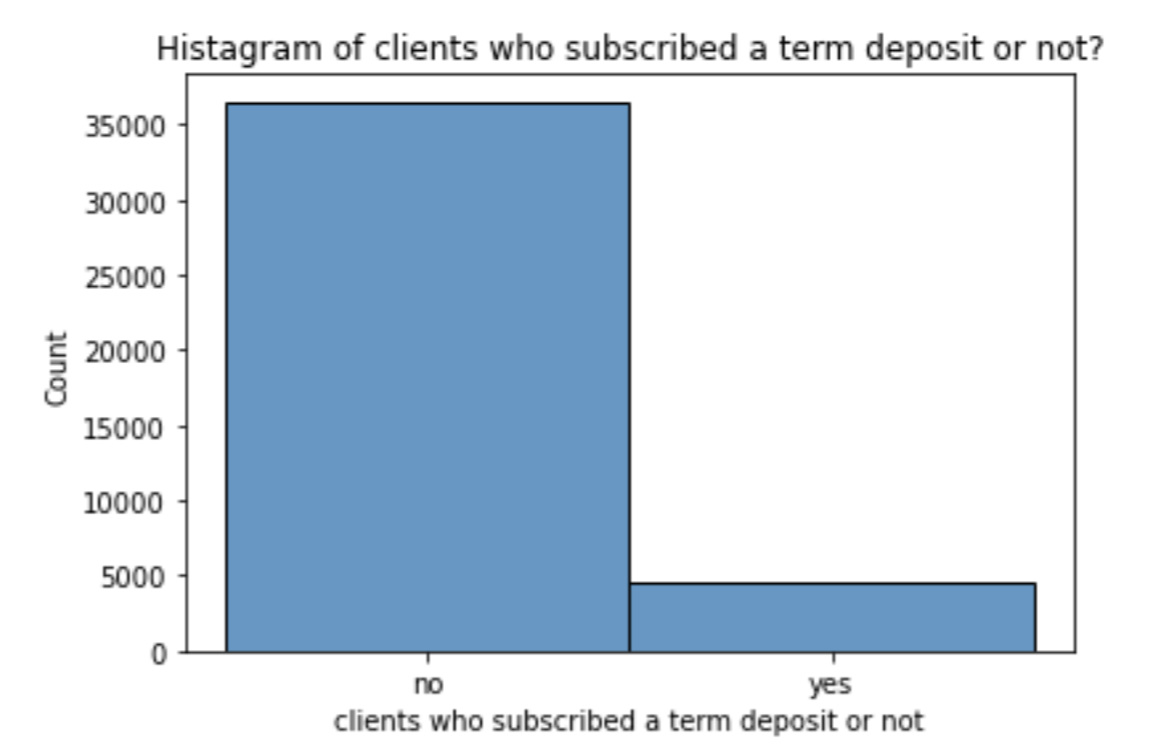 Histagram of clients who subscribed a term deposit or not?
35000
30000
25000
20000
15000
10000
5000
0
Count
no
yes
clients who subscribed a term deposit or not